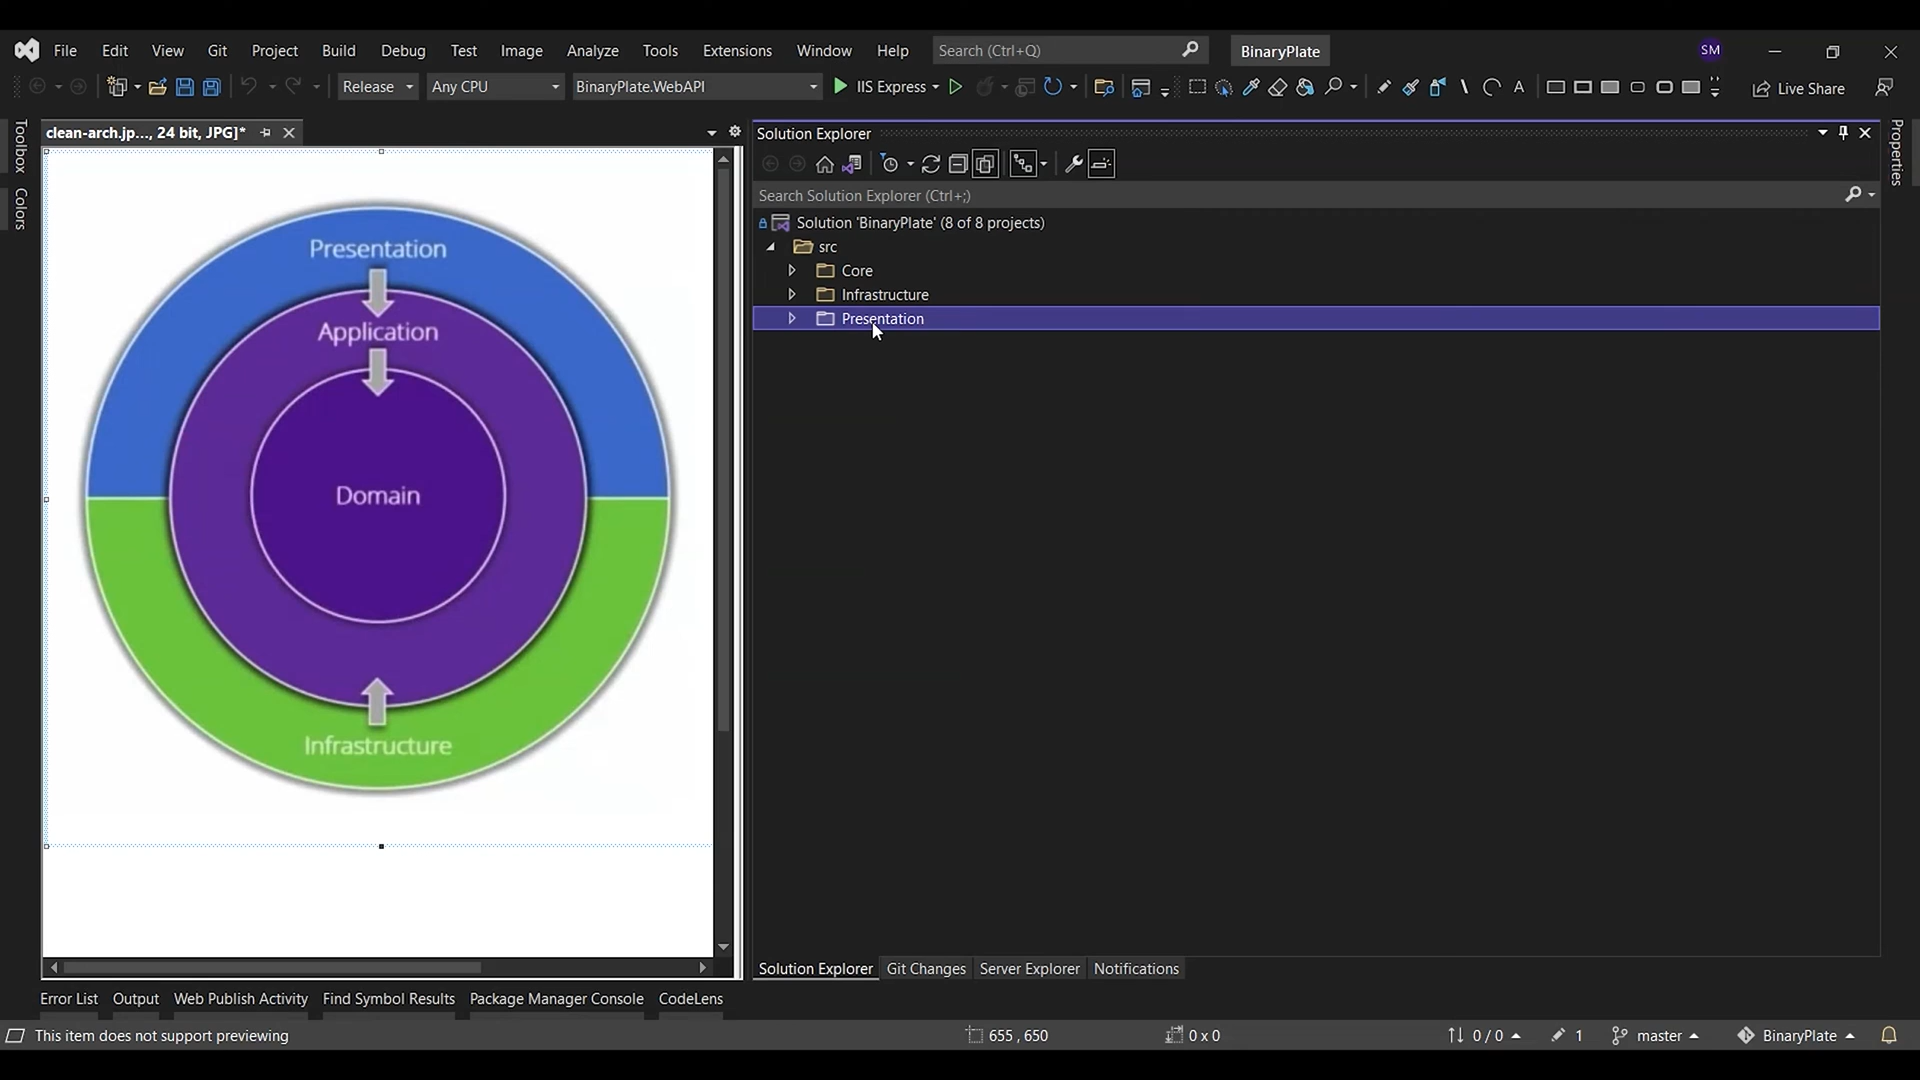 File Edit View Git Project Build Debug Test Image Analyze Tools Extensions Window Help Search (Ctrl+Q) BinaryPlate SM
Release Any CPU BinaryPlate.WebAPI IIS Express A Live Share
Toolbox
Colors
clean-arch.jp..., 24 bit, JPG]*
Presentation
Application
Domain
Infrastructure
Solution Explorer
Search Solution Explorer (Ctrl+;)
Solution 'BinaryPlate' (8 of 8 projects)
src
Core
Infrastructure
Presentation
Properties
Solution Explorer Git Changes Server Explorer Notifications
Error List Output Web Publish Activity Find Symbol Results Package Manager Console CodeLens
This item does not support previewing 655 , 650 0 x 0 0 / 0 1 master BinaryPlate